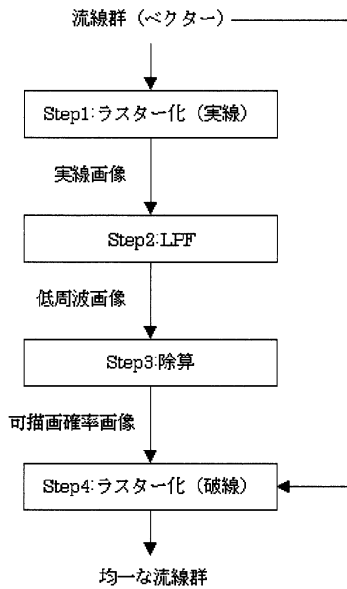 流線群（ベクター）
Step1:ラスター化（実線）
実線画像
Step2:LPF
低周波画像
Step3:除算
可描画確率画像
Step4:ラスター化（破線）
均一な流線群